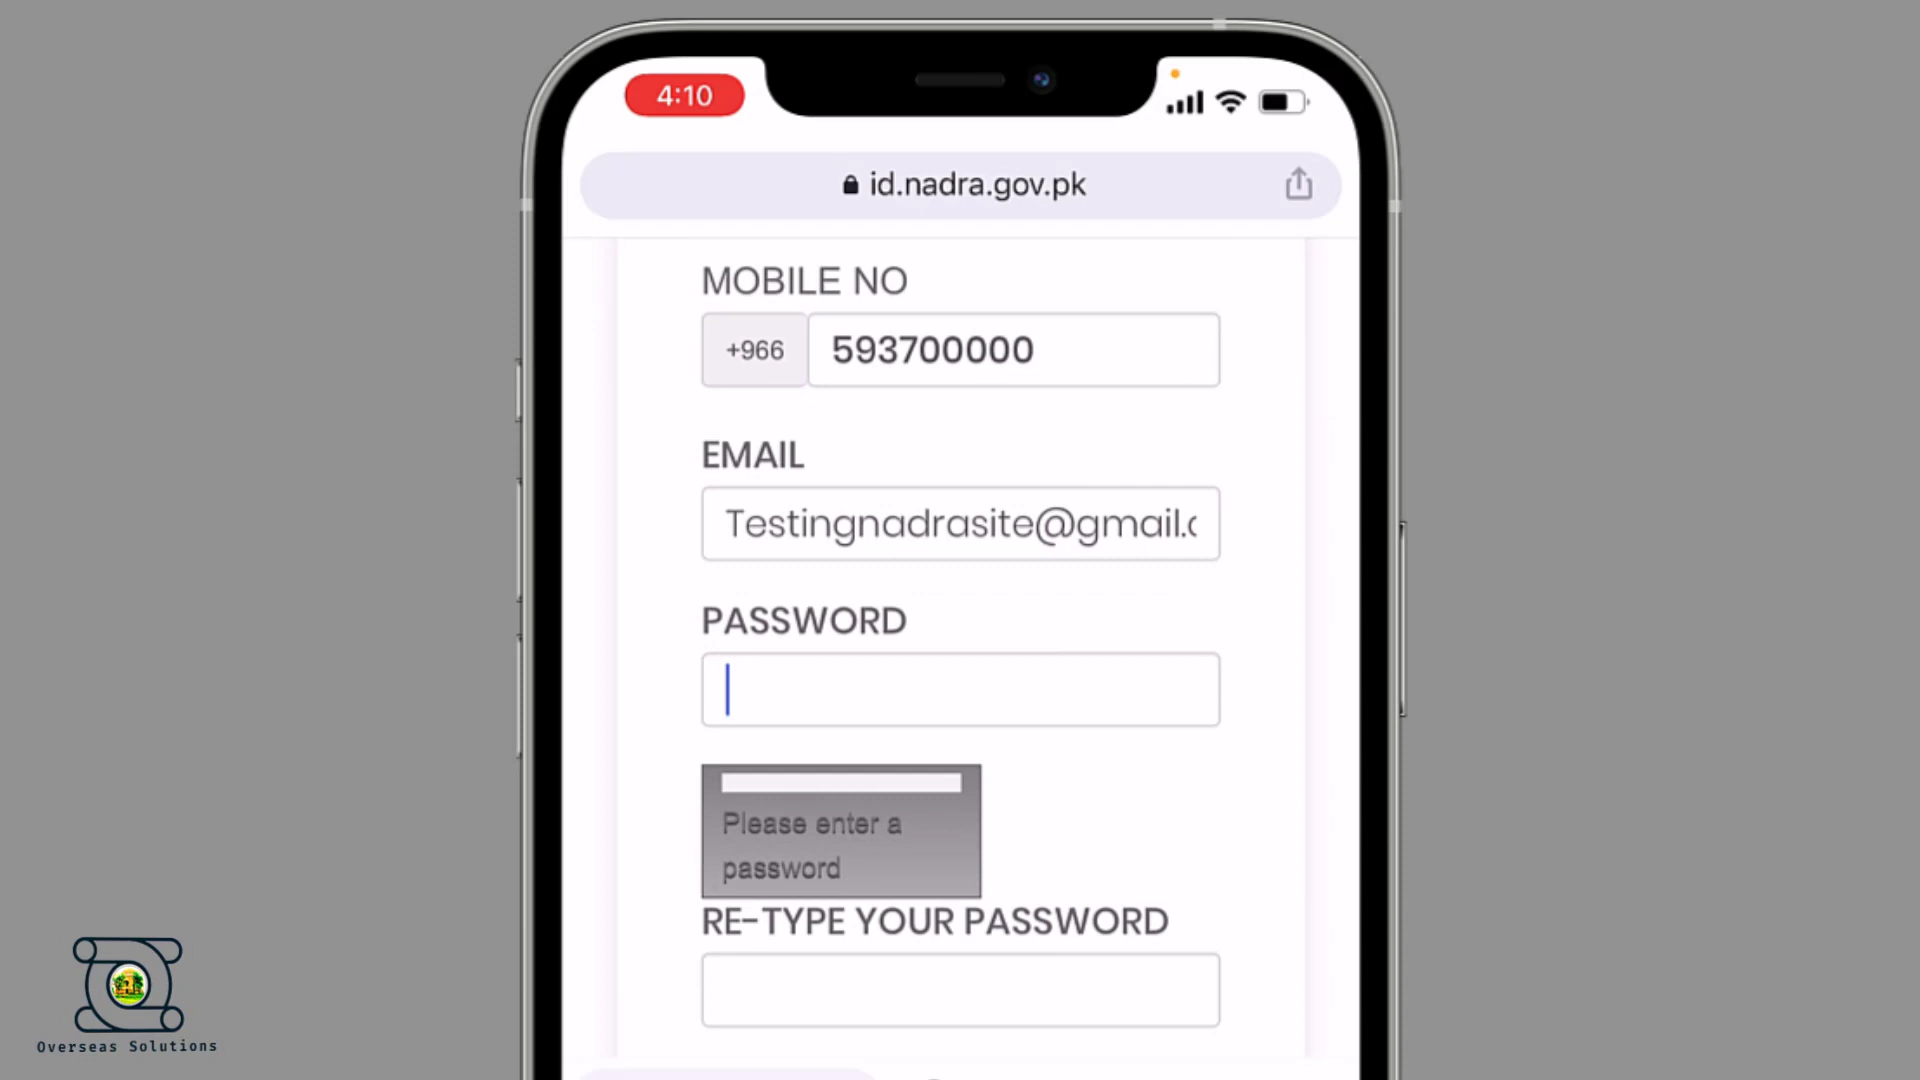 4:10
id.nadra.gov.pk
MOBILE NO
+966 593700000
EMAIL
Testingnadrasite@gmail.c
PASSWORD
Please enter a
password
RE-TYPE YOUR PASSWORD
Overseas Solutions